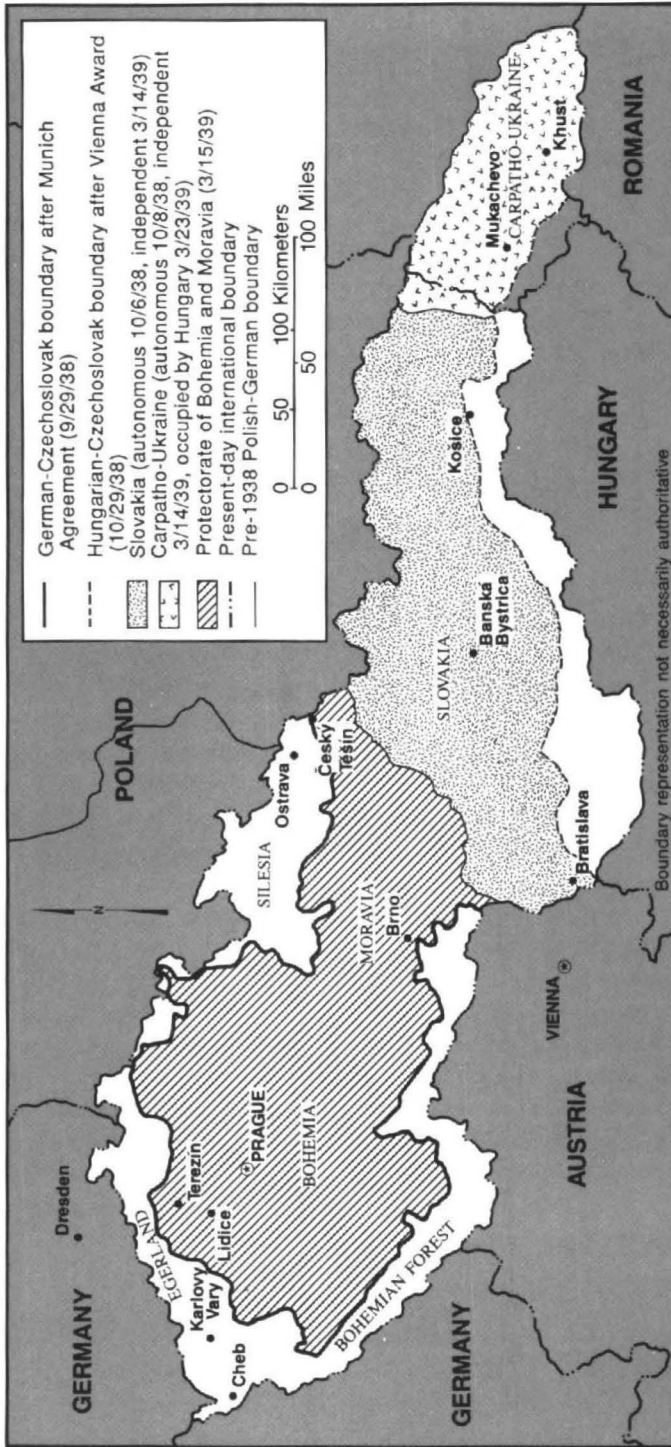 German-Czechoslovak boundary after Munich
Agreement (9/29/38)
Hungarian-Czechoslovak boundary after Vienna Award
(10/29/38)
Slovakia (autonomous 10/6/38, independent 3/14/39)
Carpatho-Ukraine (autonomous 10/8/38, independent
3/14/39, occupied by Hungary 3/23/39)
Protectorate of Bohemia and Moravia (3/15/39)
Present-day international boundary
Pre-1938 Polish-German boundary
0 50 100 Kilometers
0 50 100 Miles
N
GERMANY
Dresden
POLAND
EGERLAND
Karlovy
Vary
Cheb
Terezín
Lidice
PRAGUE
BOHEMIA
BOHEMIAN FOREST
GERMANY
SILESIA
Ostrava
Český
Těšín
MORAVIA
Brno
AUSTRIA
VIENNA
SLOVAKIA
Banská
Bystrica
Bratislava
Košice
HUNGARY
Mukachevo
CARPATHO-UKRAINE
Khust
ROMANIA
Boundary representation not necessarily authoritative